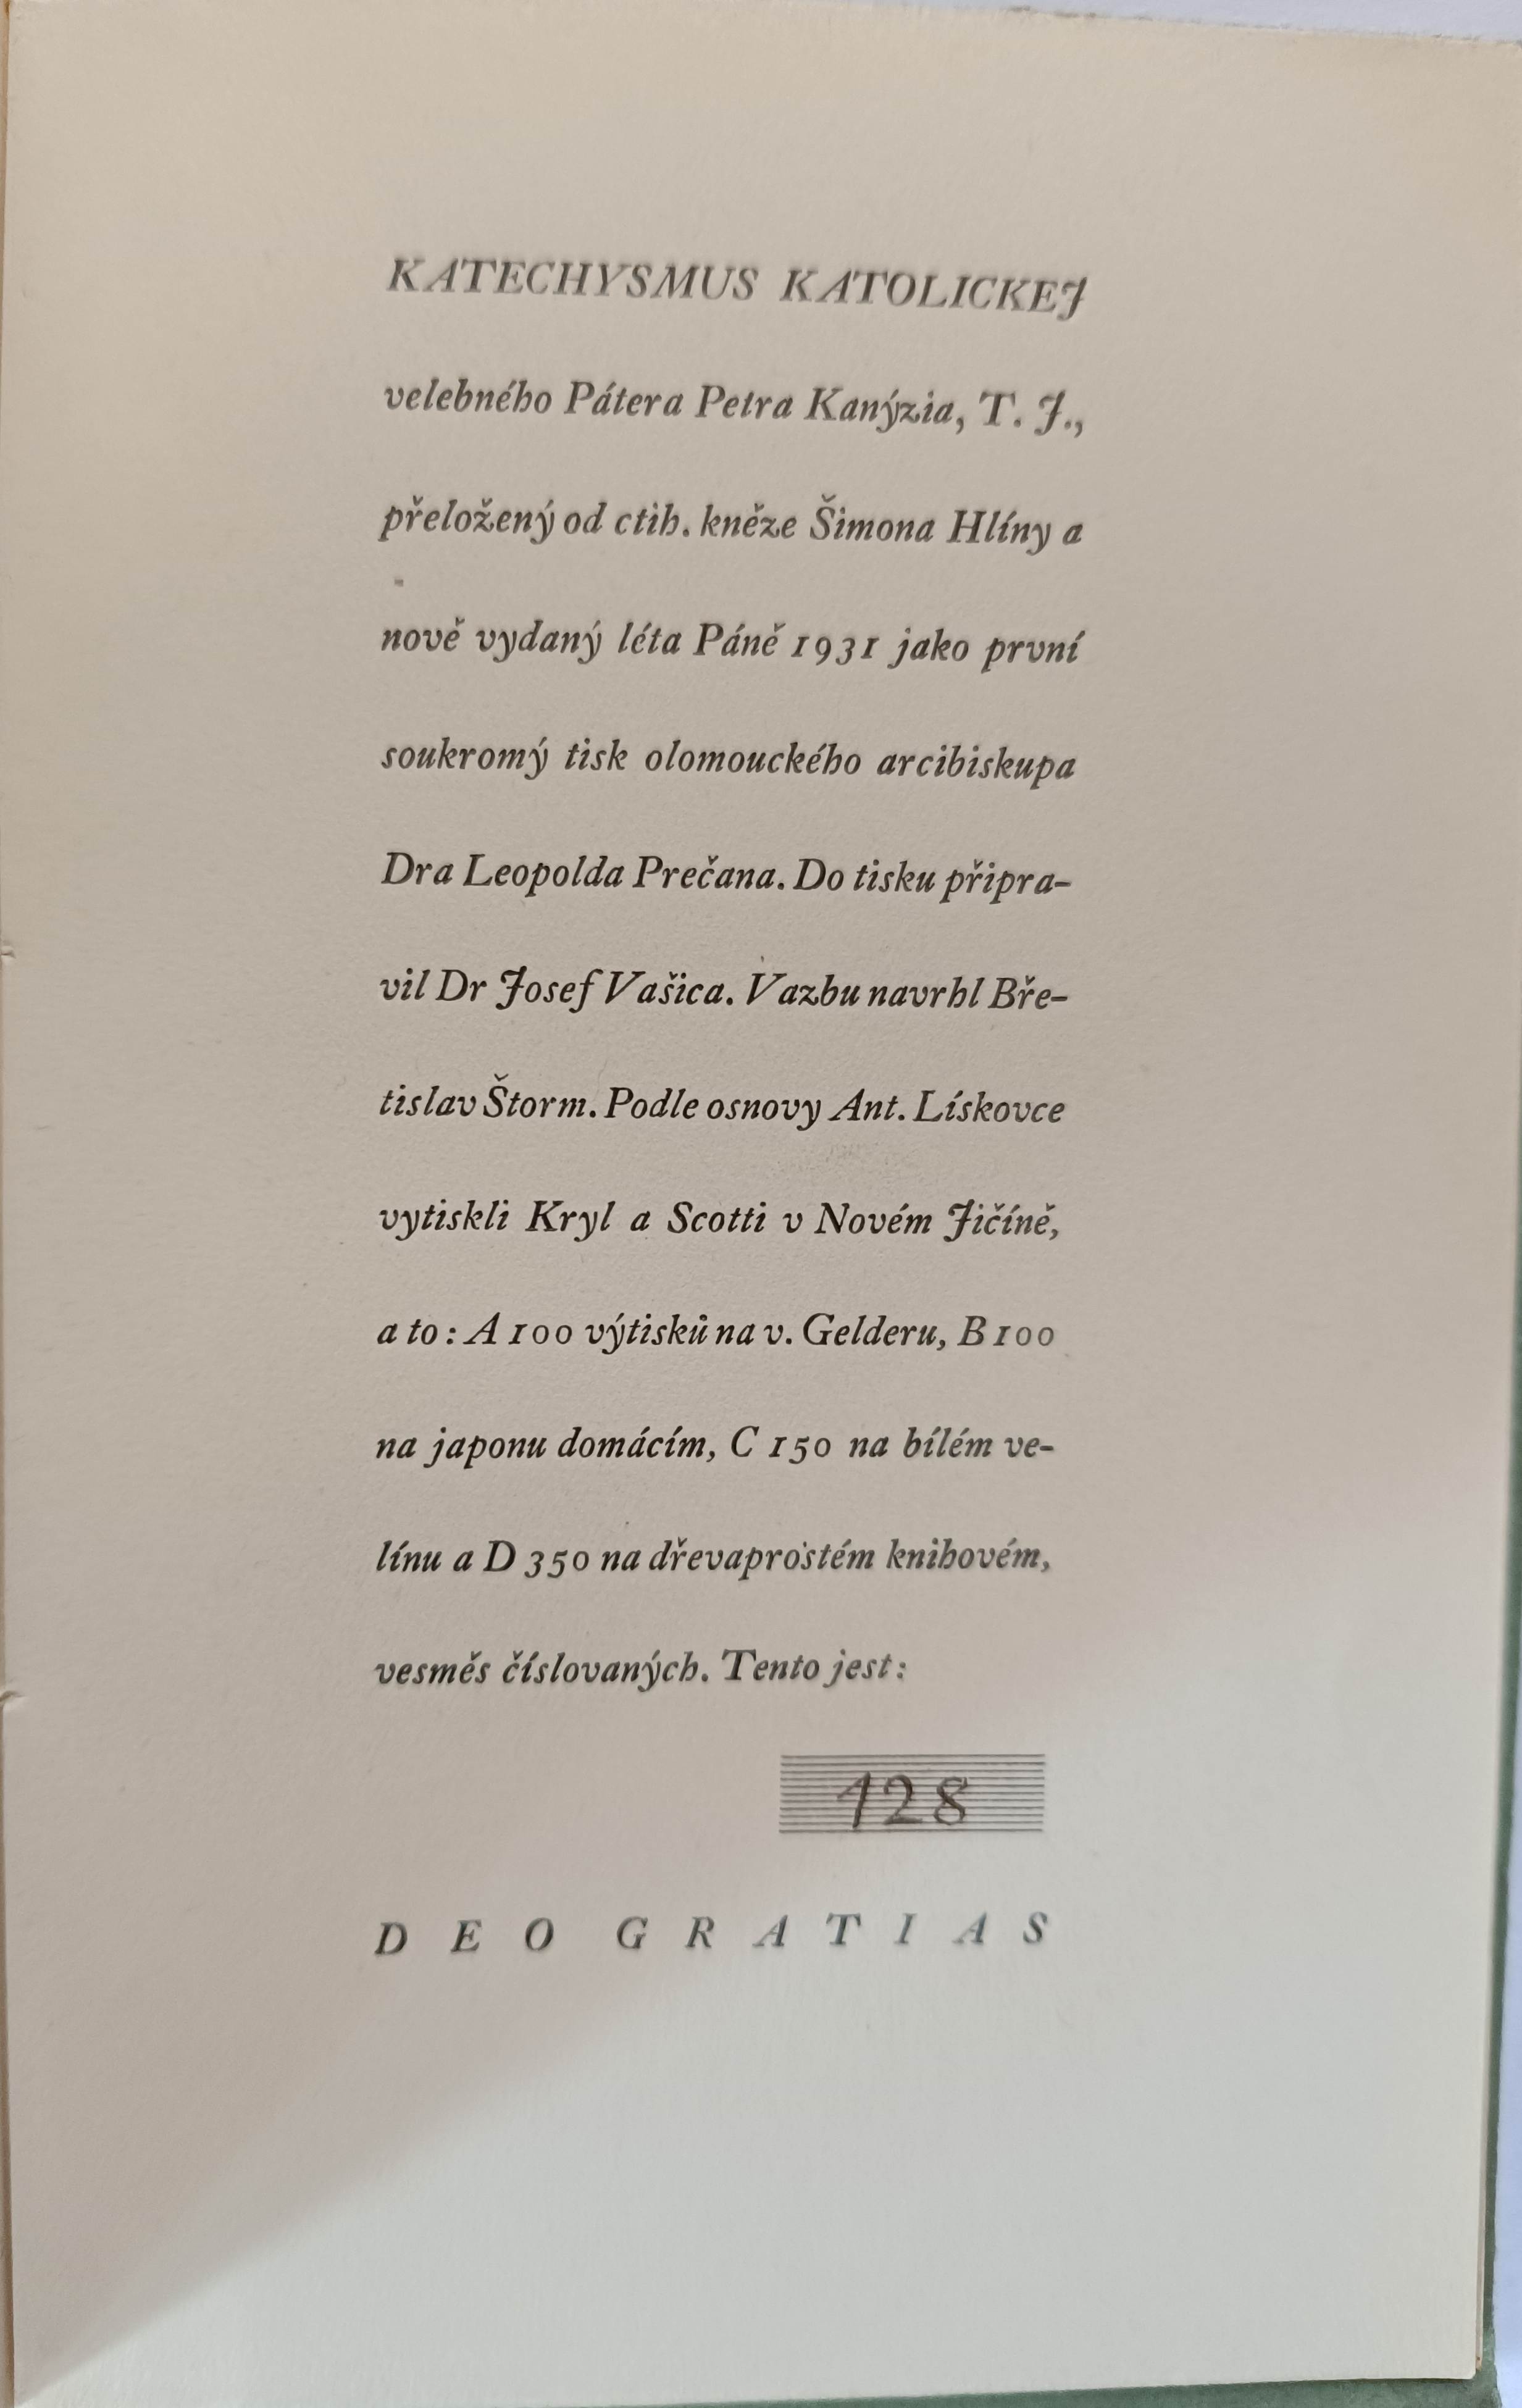 KATECHYSMUS KATOLICKEJ
velebného Pátera Petra Kanýzia, T. J.,
přeložený od ctih. kněze Šimona Hlíny a
nově vydaný léta Páně 1931 jako první
soukromý tisk olomouckého arcibiskupa
Dra Leopolda Prečana. Do tisku připra-
vil Dr Josef Vašica. Vazbu navrhl Bře-
tislav Štorm. Podle osnovy Ant. Lískovce
vytiskli Kryl a Scotti v Novém Jičíně,
a to: A 100 výtisků na v. Gelderu, B 100
na japonu domácím, C 150 na bílém ve-
línu a D 350 na dřevaprostém knihovém,
vesměs číslovaných. Tento jest:
128
DEO GRATIAS